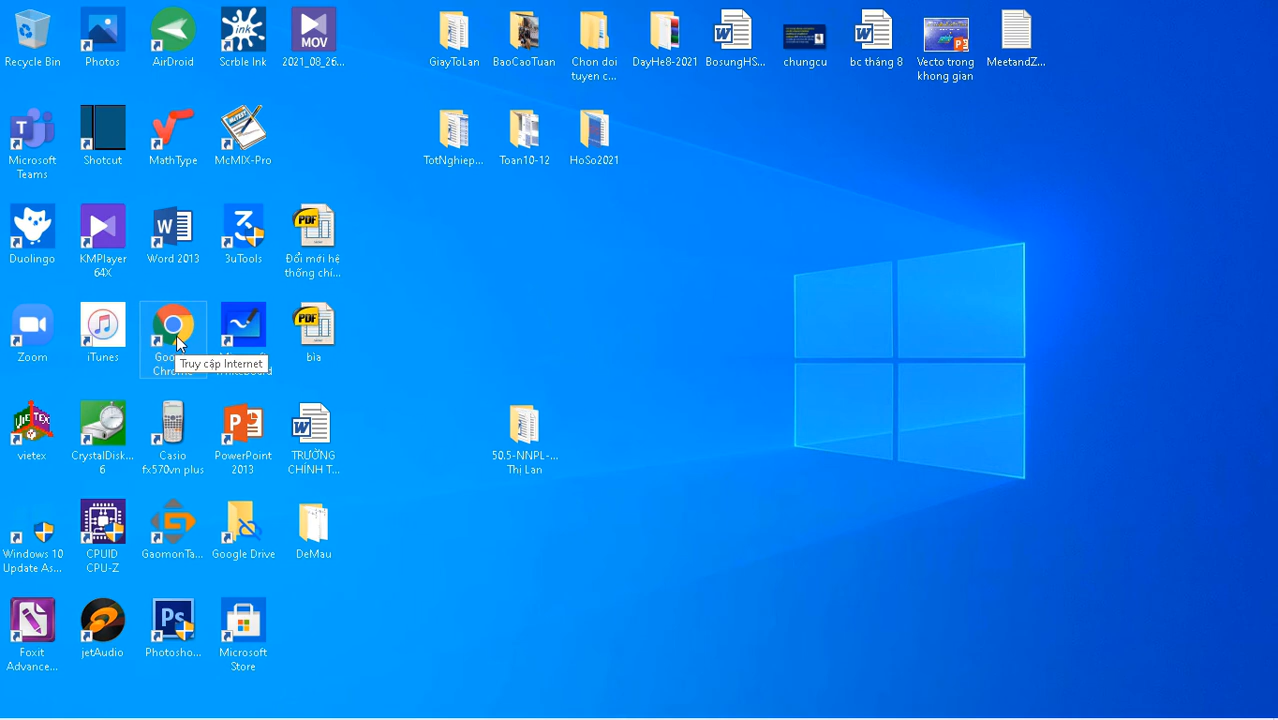 Recycle Bin
Photos
AirDroid
Scrble Ink
2021_08_26...
GiayToLan
BaoCaoTuan
Chon doi
tuyen c...
DayHe8-2021
BosungHS...
chungcu
bc tháng 8
Vecto trong
khong gian
MeetandZ...
Microsoft
Teams
Shotcut
MathType
McMIX-Pro
TotNghiep...
Toan10-12
HoSo2021
Duolingo
KMPlayer
64X
Word 2013
3uTools
Đổi mới hệ
thống chí...
Zoom
iTunes
Chrome
Truy cập Internet
bìa
vietex
CrystalDisk...
6
Casio
fx570vn plus
PowerPoint
2013
TRƯỜNG
CHÍNH T...
50.5-NNPL-...
Thị Lan
Windows 10
Update As...
CPUID
CPU-Z
GaomonTa...
Google Drive
DeMau
Foxit
Advance...
jetAudio
Photosho...
Microsoft
Store